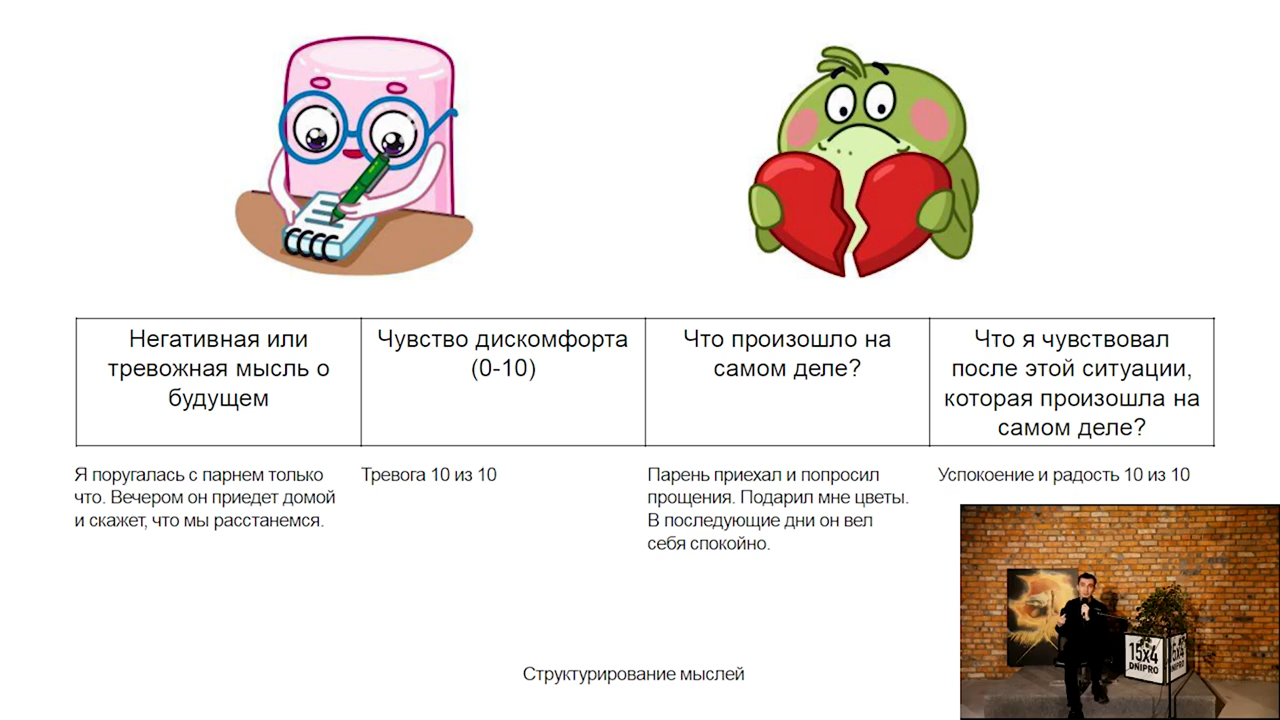 Негативная или
тревожная мысль о
будущем
Чувство дискомфорта
(0-10)
Что произошло на
самом деле?
Что я чувствовал
после этой ситуации,
которая произошла на
самом деле?
Я поругалась с парнем только
что. Вечером он приедет домой
и скажет, что мы расстанемся.
Тревога 10 из 10
Парень приехал и попросил
прощения. Подарил мне цветы.
В последующие дни он вел
себя спокойно.
Успокоение и радость 10 из 10
15x4
DNIPRO
15x4
DNIPRO
Структурирование мыслей